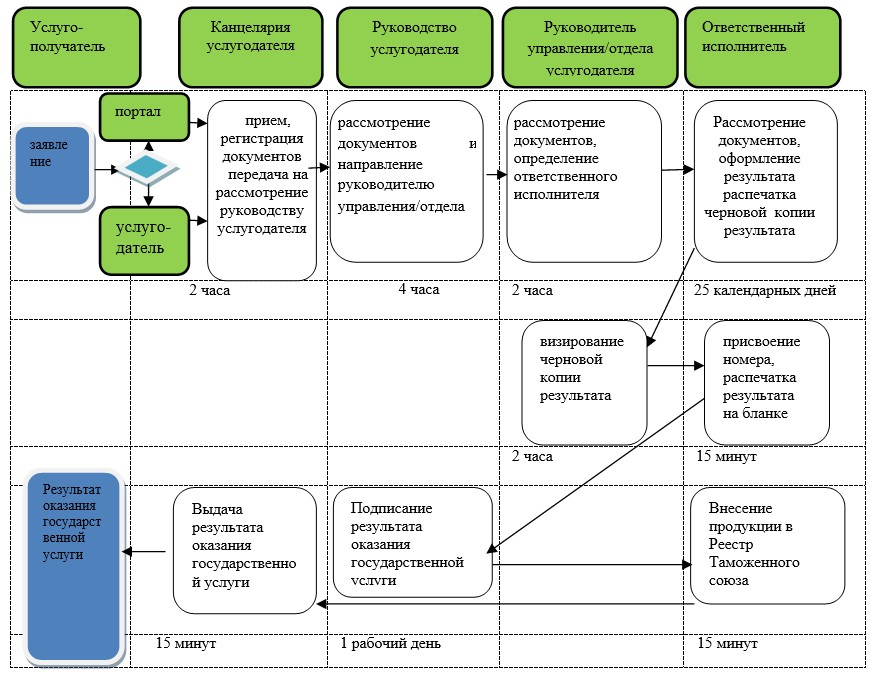 Услуго-
получатель
Канцелярия
услугодателя
Руководство
услугодателя
Руководитель
управления/отдела
услугодателя
Ответственный
исполнитель
заявле
ние
портал
услуго-
датель
прием,
регистрация
документов
передача на
рассмотрение
руководству
услугодателя
рассмотрение
документов и
направление
руководителю
управления/отдела
рассмотрение
документов,
определение
ответственного
исполнителя
Рассмотрение
документов,
оформление
результата
распечатка
черновой копии
результата
2 часа
4 часа
2 часа
25 календарных дней
визирование
черновой
копии
результата
присвоение
номера,
распечатка
результата
на бланке
2 часа
15 минут
Результат
оказания
государст
венной
услуги
Выдача
результата
оказания
государственно
й услуги
Подписание
результата
оказания
государственной
услуги
Внесение
продукции в
Реестр
Таможенного
союза
15 минут
1 рабочий день
15 минут